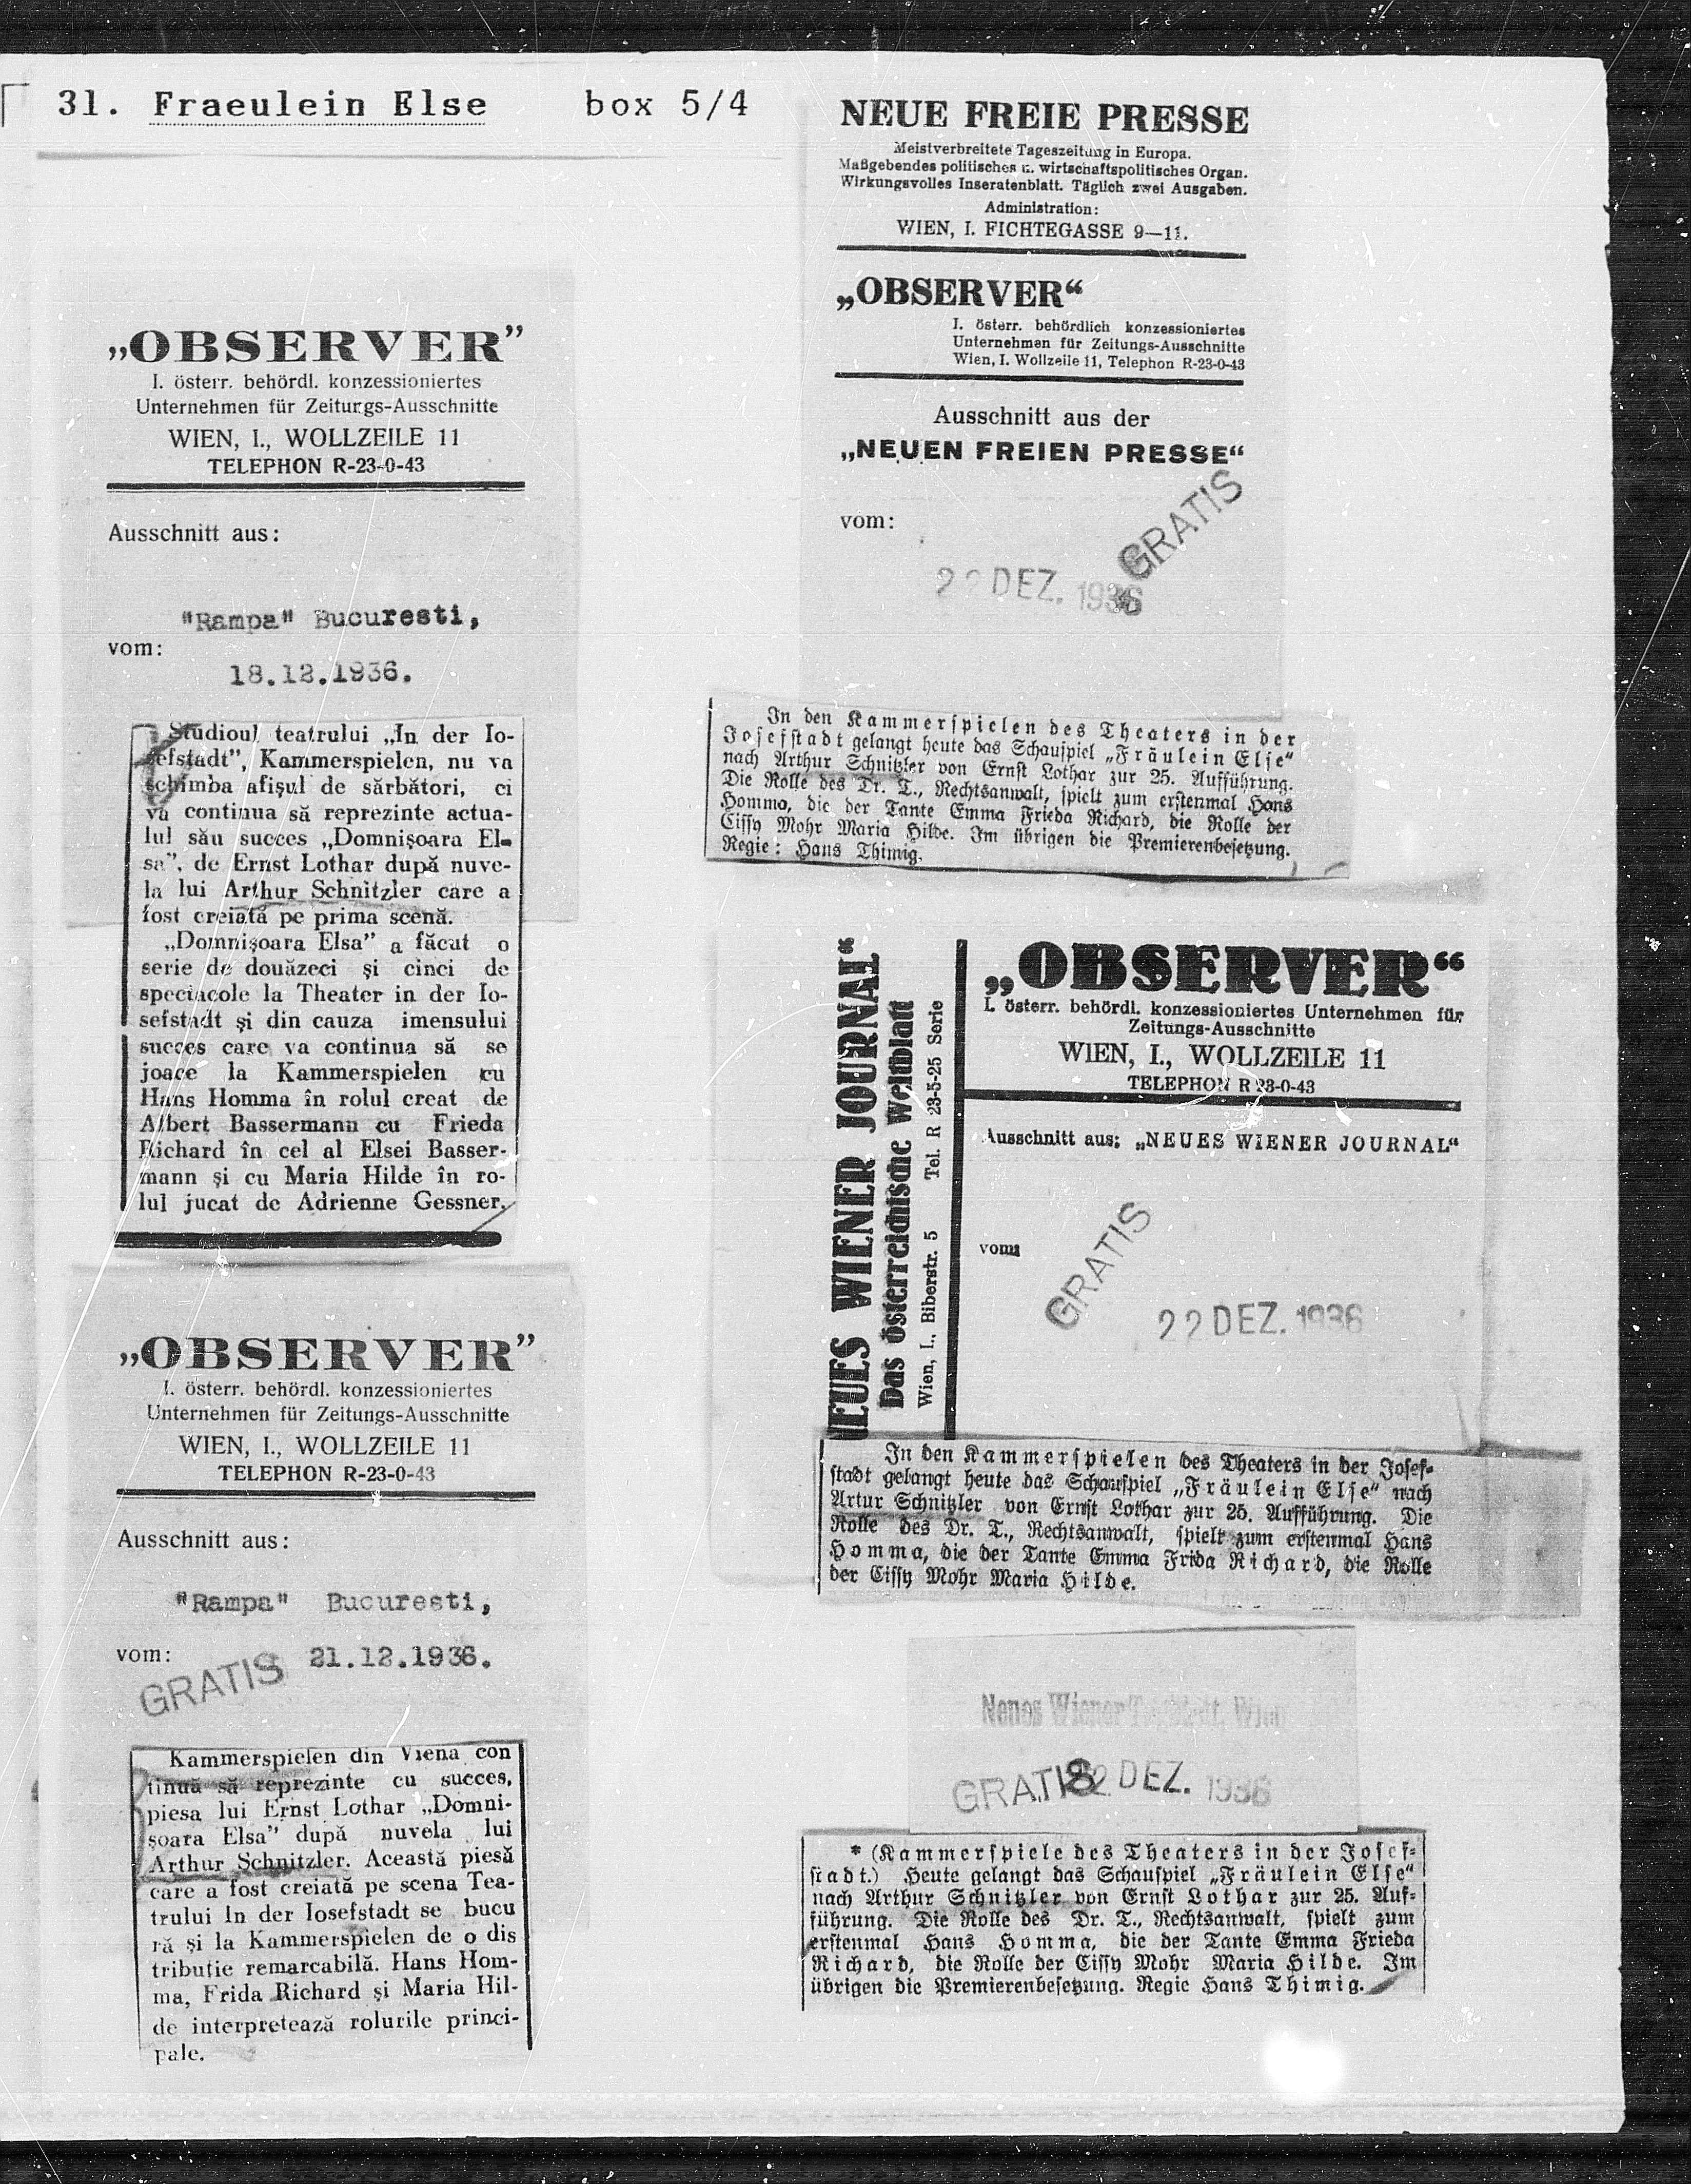 31. Fraeulein Else box 5/4
„OBSERVER”
I. österr. behördl. konzessioniertes
Unternehmen für Zeitungs-Ausschnitte
WIEN, I., WOLLZEILE 11
TELEPHON R-23-0-43
Ausschnitt aus:
"Rampa" Bucuresti,
vom:
18.12.1936.
Studioul teatrului „In der Io-
sefstadt”, Kammerspielen, nu va
schimba afişul de sărbători, ci
va continua să reprezinte actua-
lul său succes „Domnişoara El-
sa”, de Ernst Lothar după nuve-
la lui Arthur Schnitzler care a
fost creiată pe prima scenă.
„Domnişoara Elsa” a făcut o
serie de douăzeci şi cinci de
spectacole la Theater in der Io-
sefstadt şi din cauza imensului
succes care va continua să se
joace la Kammerspielen cu
Hans Homma în rolul creat de
Albert Bassermann cu Frieda
Richard în cel al Elsei Basser-
mann şi cu Maria Hilde în ro-
lul jucat de Adrienne Gessner.
„OBSERVER”
I. österr. behördl. konzessioniertes
Unternehmen für Zeitungs-Ausschnitte
WIEN, I., WOLLZEILE 11
TELEPHON R-23-0-43
Ausschnitt aus:
"Rampa" Bucuresti,
vom: 21.12.1936.
GRATIS
Kammerspielen din Viena con
tinuă să reprezinte cu succes,
piesa lui Ernst Lothar „Domni-
şoara Elsa” după nuvela lui
Arthur Schnitzler. Această piesă
care a fost creiată pe scena Tea-
trului In der Iosefstadt se bucu
ră şi la Kammerspielen de o dis
tribuţie remarcabilă. Hans Hom-
ma, Frida Richard şi Maria Hil-
de interpretează rolurile princi-
pale.
NEUE FREIE PRESSE
Meistverbreitete Tageszeitung in Europa.
Maßgebendes politisches u. wirtschaftspolitisches Organ.
Wirkungsvolles Inseratenblatt. Täglich zwei Ausgaben.
Administration:
WIEN, I. FICHTEGASSE 9—11.
„OBSERVER“
I. österr. behördlich konzessioniertes
Unternehmen für Zeitungs-Ausschnitte
Wien, I. Wollzeile 11, Telephon R-23-0-43
Ausschnitt aus der
„NEUEN FREIEN PRESSE“
vom:
GRATIS
22 DEZ. 1936
In den Kammerspielen des Theaters in der
Josefstadt gelangt heute das Schauspiel „Fräulein Else“
nach Arthur Schnitzler von Ernst Lothar zur 25. Aufführung.
Die Rolle des Dr. T., Rechtsanwalt, spielt zum erstenmal Hans
Homma, die der Tante Emma Frieda Richard, die Rolle der
Cissy Mohr Maria Hilde. Im übrigen die Premierenbesetzung.
Regie: Hans Thimig.
NEUES WIENER JOURNAL“
Das österreichische Weltblatt
Wien, I., Biberstr. 5 Tel. R 23-5-25 Serie
„OBSERVER“
I. österr. behördl. konzessioniertes Unternehmen für
Zeitungs-Ausschnitte
WIEN, I., WOLLZEILE 11
TELEPHON R 23-0-43
Ausschnitt aus: „NEUES WIENER JOURNAL“
vom:
GRATIS
22 DEZ. 1936
In den Kammerspielen des Theaters in der Josef-
stadt gelangt heute das Schauspiel „Fräulein Else“ nach
Artur Schnitzler von Ernst Lothar zur 25. Aufführung. Die
Rolle des Dr. T., Rechtsanwalt, spielt zum erstenmal Hans
Homma, die der Tante Emma Frida Richard, die Rolle
der Cissy Mohr Maria Hilde.
Neues Wiener Tagblatt, Wien
GRATIS 22 DEZ. 1936
* (Kammerspiele des Theaters in der Josef-
stadt.) Heute gelangt das Schauspiel „Fräulein Else“
nach Arthur Schnitzler von Ernst Lothar zur 25. Auf-
führung. Die Rolle des Dr. T., Rechtsanwalt, spielt zum
erstenmal Hans Homma, die der Tante Emma Frieda
Richard, die Rolle der Cissy Mohr Maria Hilde. Im
übrigen die Premierenbesetzung. Regie Hans Thimig.